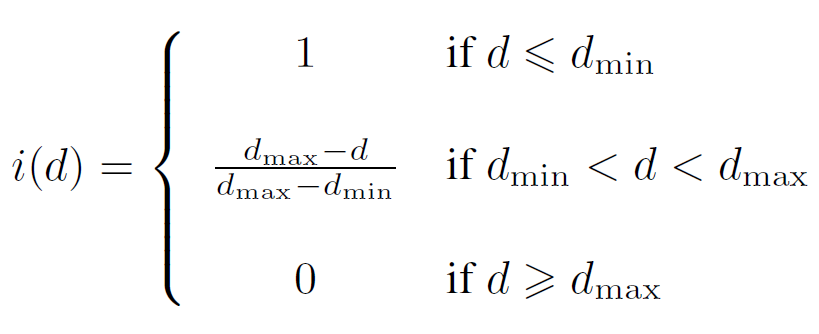 1 if d ⩽ d_min
i(d) = { (d_max − d)/(d_max − d_min) if d_min < d < d_max
0 if d ⩾ d_max